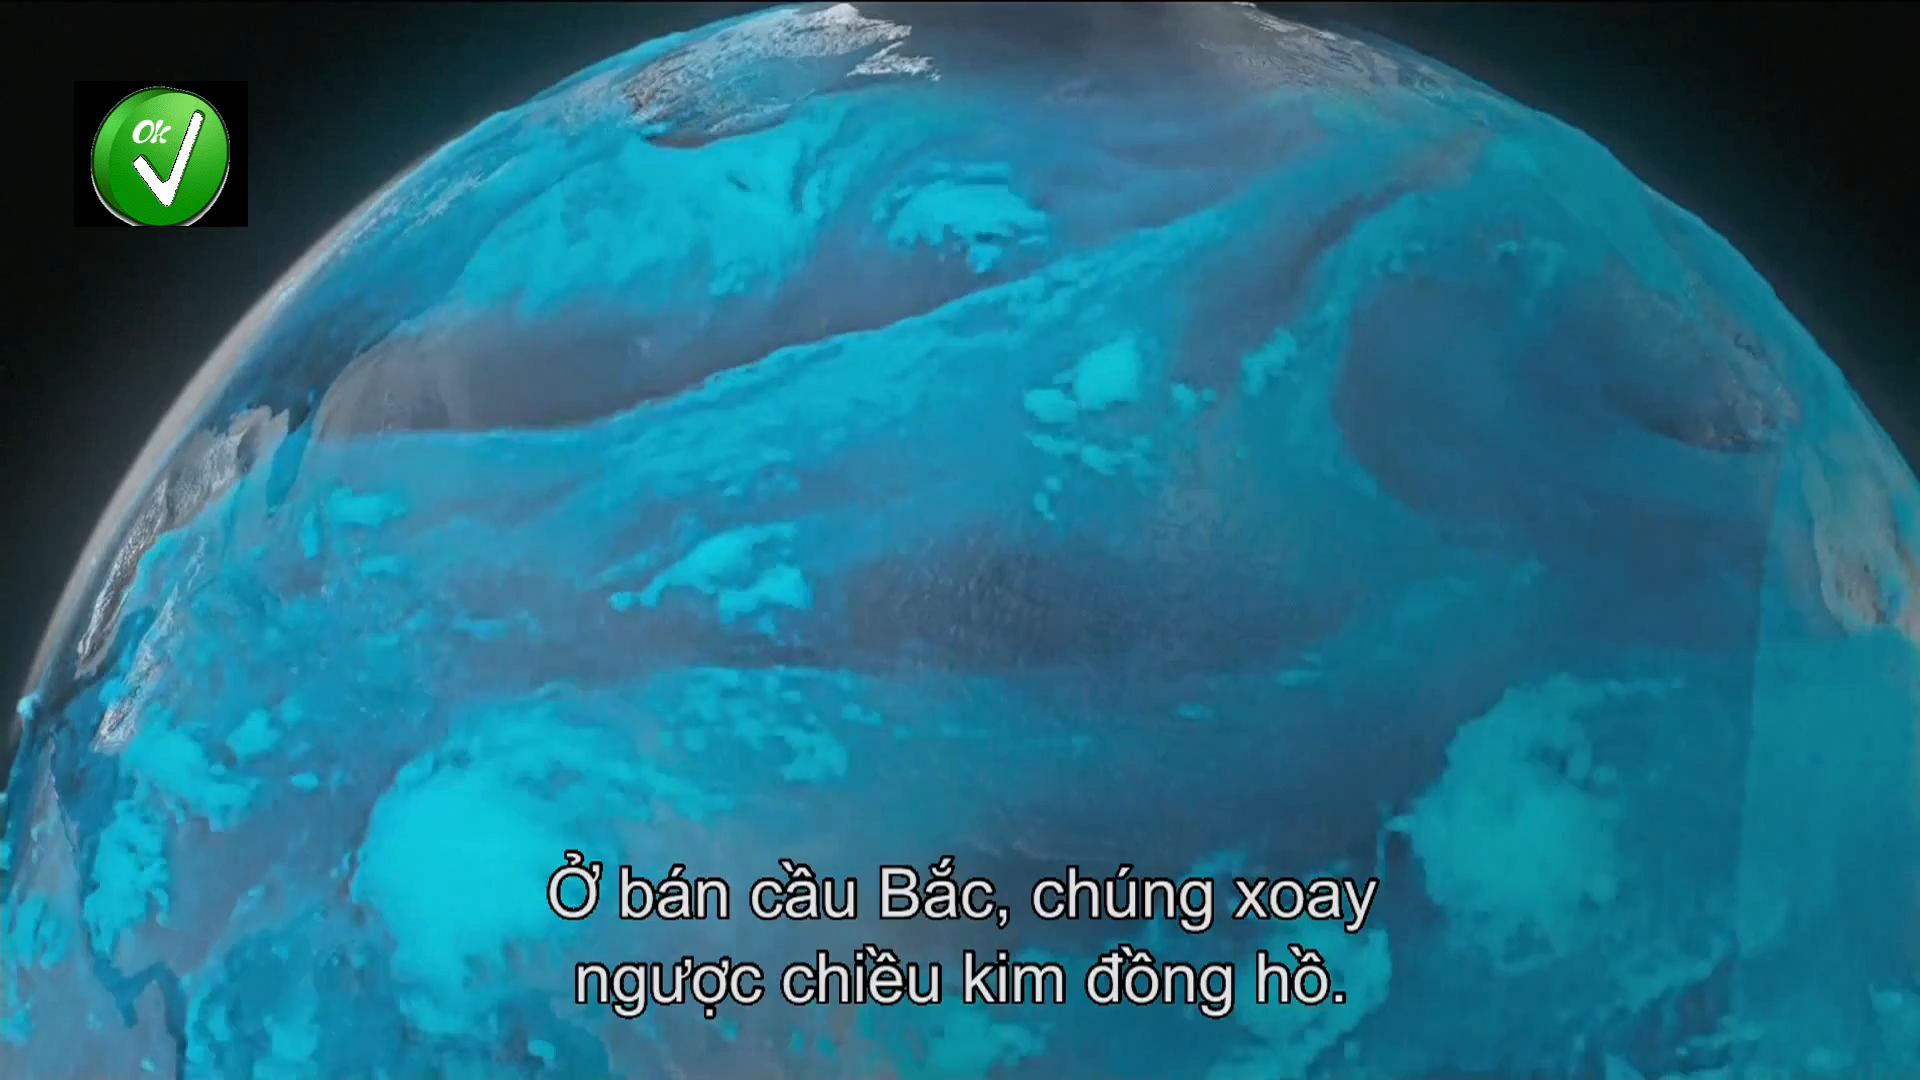 Ok
Ở bán cầu Bắc, chúng xoay
ngược chiều kim đồng hồ.